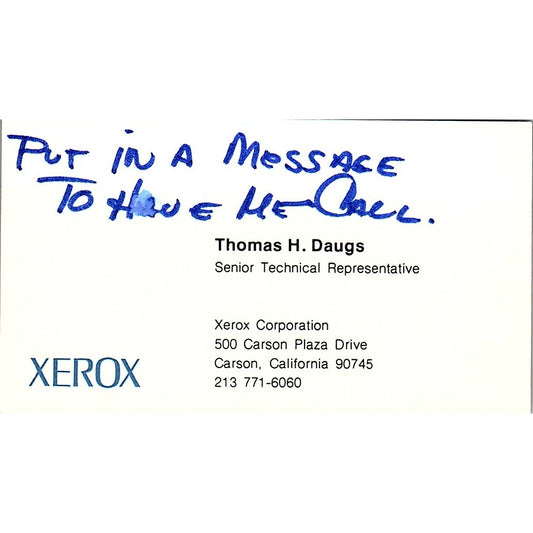 PUT IN A MESSAGE
TO HAVE ME CALL.
Thomas H. Daugs
Senior Technical Representative
Xerox Corporation
500 Carson Plaza Drive
Carson, California 90745
213 771-6060
XEROX